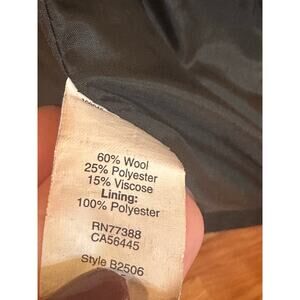 60% Wool
25% Polyester
15% Viscose
Lining:
100% Polyester
RN77388
CA56445
Style B2506